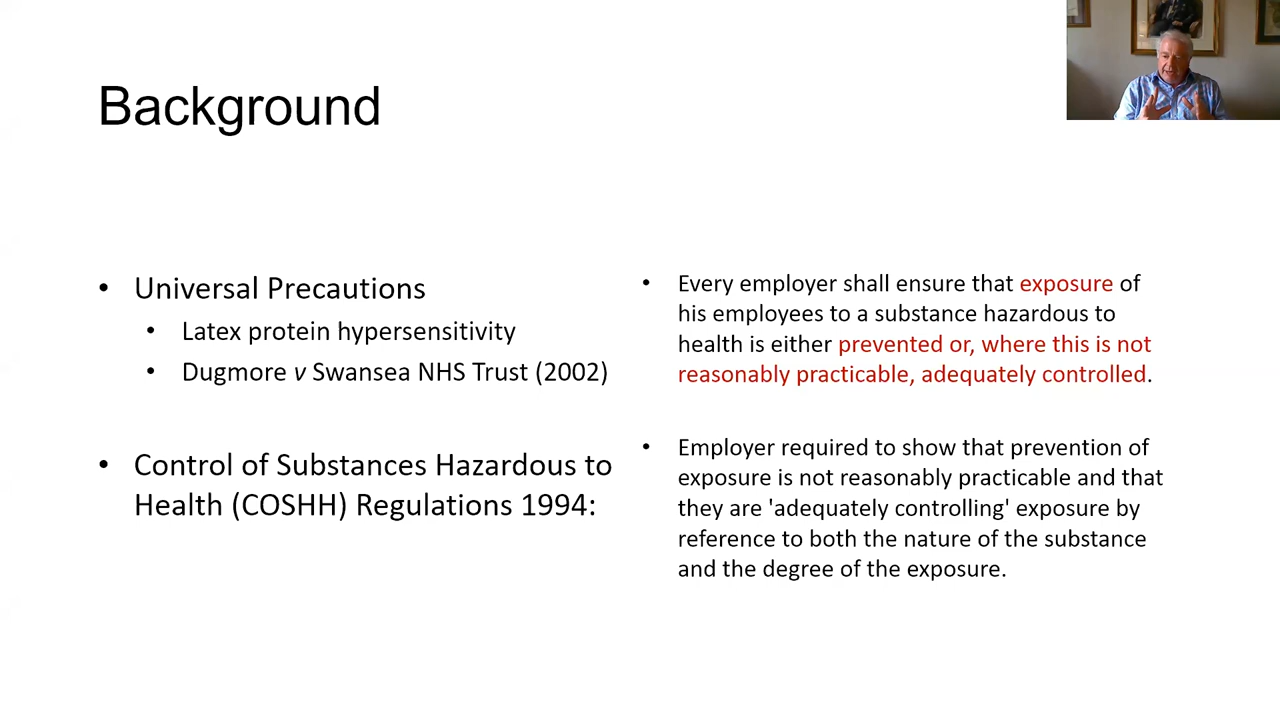 Background
• Universal Precautions
• Latex protein hypersensitivity
• Dugmore v Swansea NHS Trust (2002)
• Control of Substances Hazardous to
Health (COSHH) Regulations 1994:
• Every employer shall ensure that exposure of
his employees to a substance hazardous to
health is either prevented or, where this is not
reasonably practicable, adequately controlled.
• Employer required to show that prevention of
exposure is not reasonably practicable and that
they are 'adequately controlling' exposure by
reference to both the nature of the substance
and the degree of the exposure.